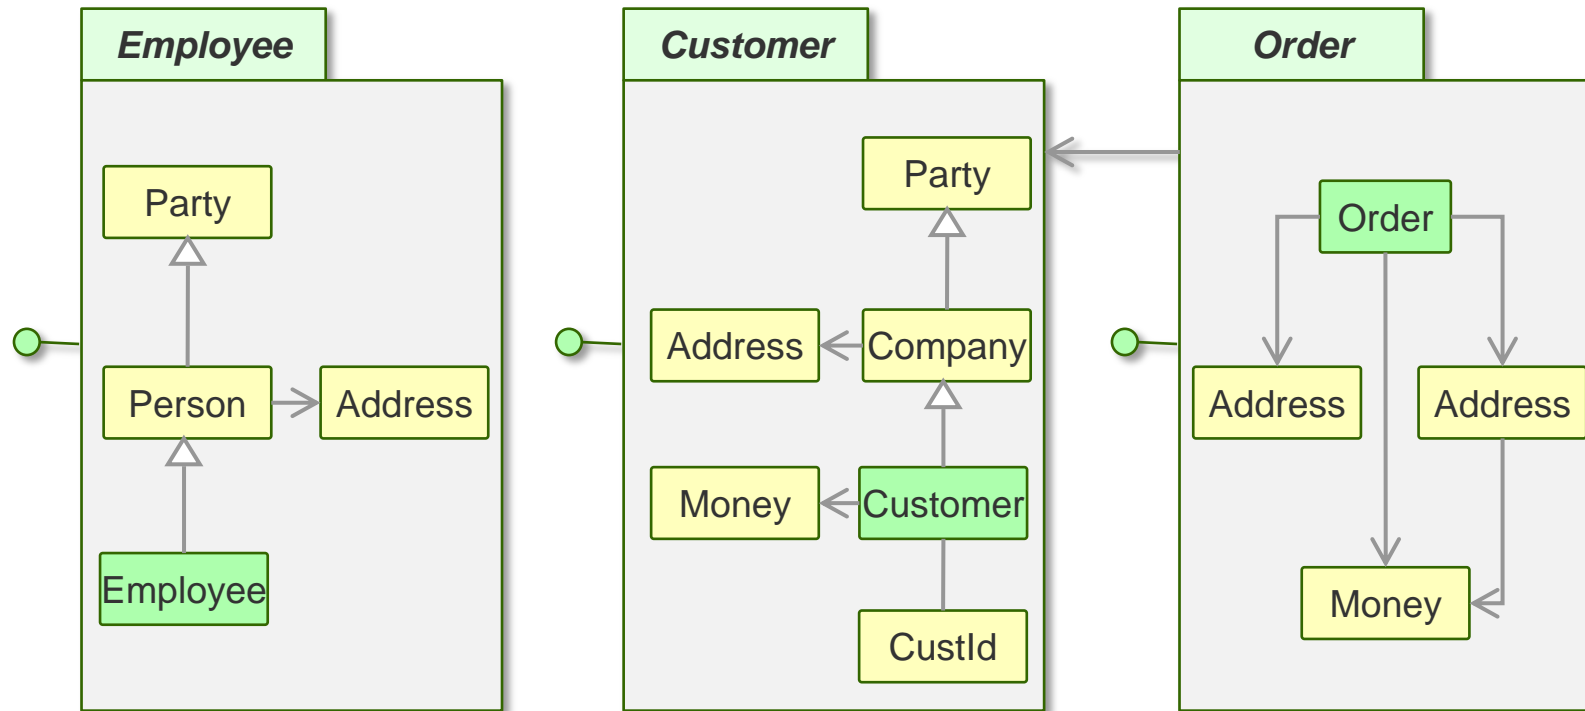 Employee
Party
Person
Address
Employee
Customer
Party
Address
Company
Money
Customer
CustId
Order
Order
Address
Address
Money